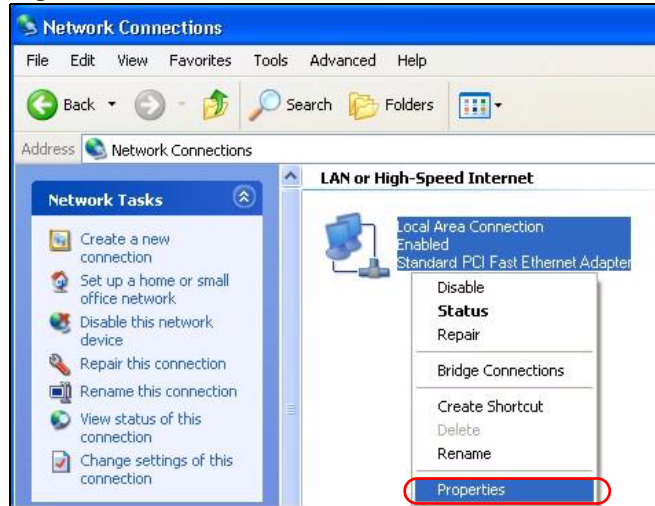 Network Connections
File Edit View Favorites Tools Advanced Help
Back Search Folders
Address Network Connections
Network Tasks
Create a new
connection
Set up a home or small
office network
Disable this network
device
Repair this connection
Rename this connection
View status of this
connection
Change settings of this
connection
LAN or High-Speed Internet
Local Area Connection
Enabled
Standard PCI Fast Ethernet Adapter
Disable
Status
Repair
Bridge Connections
Create Shortcut
Delete
Rename
Properties